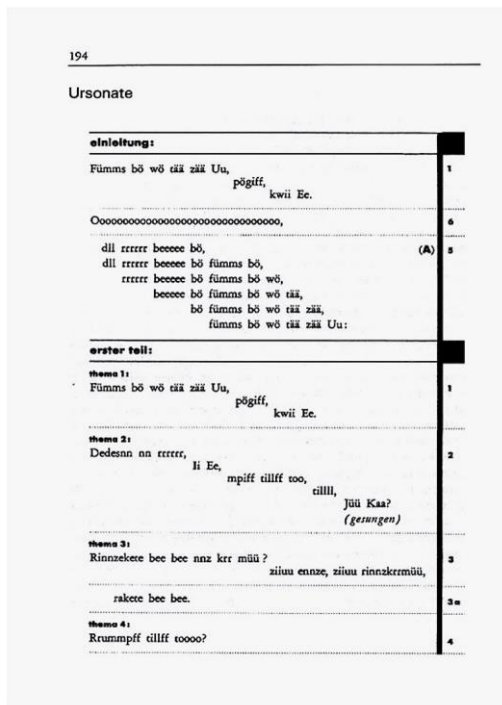 194
Ursonate
einleitung:
Fümms bö wö tää zää Uu, 1
pögiff,
kwii Ee.
Oooooooooooooooooooooooooooooooo, 6
dll rrrrrr beeeee bö, (A) 5
dll rrrrrr beeeee bö fümms bö,
rrrrrr beeeee bö fümms bö wö,
beeeee bö fümms bö wö tää,
bö fümms bö wö tää zää,
fümms bö wö tää zää Uu:
erster teil:
thema 1:
Fümms bö wö tää zää Uu, 1
pögiff,
kwii Ee.
thema 2:
Dedesnn nn rrrrrr, 2
Ii Ee,
mpiff tillff too,
tillll,
Jüü Kaa?
(gesungen)
thema 3:
Rinnzekete bee bee nnz krr müü? 3
ziiuu ennze, ziiuu rinnzkrrmüü,
rakete bee bee. 3a
thema 4:
Rrummpff tillff toooo? 4